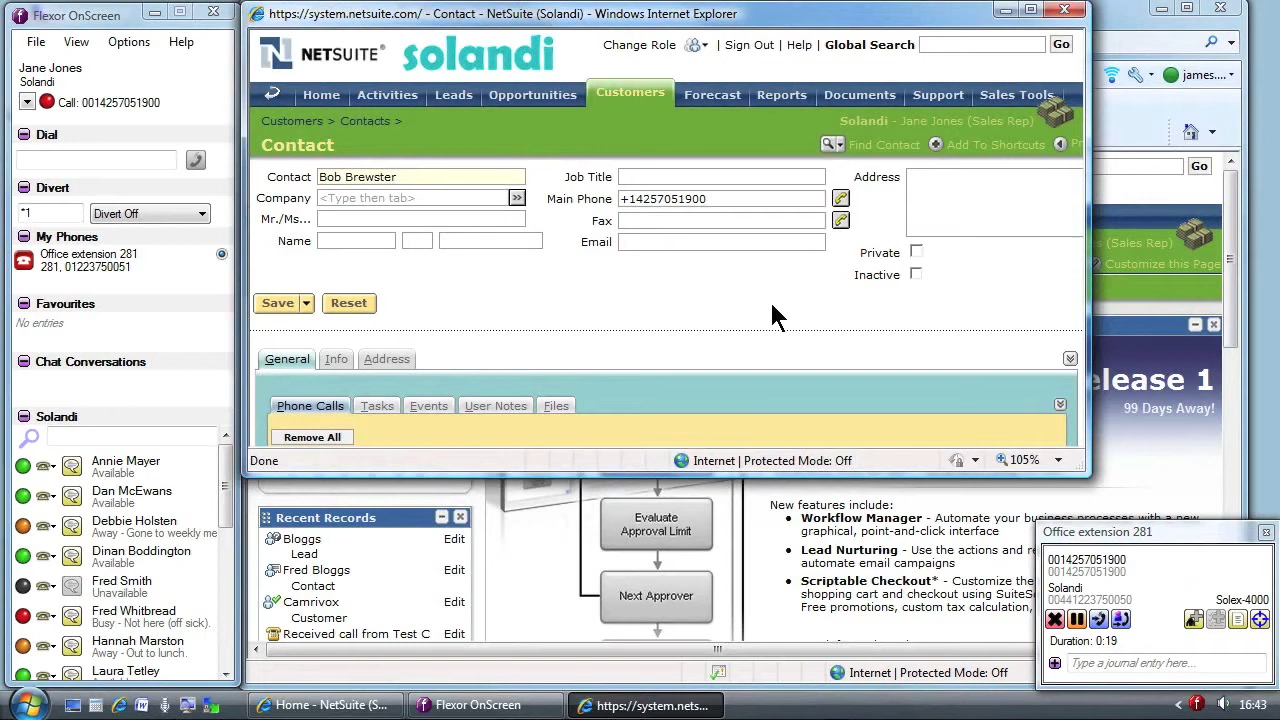 Flexor OnScreen
File View Options Help
Jane Jones
Solandi
Call: 0014257051900
Dial
Divert
*1 Divert Off
My Phones
Office extension 281
281, 01223750051
Favourites
No entries
Chat Conversations
Solandi
Annie Mayer
Available
Dan McEwans
Available
Debbie Holsten
Away - Gone to weekly me
Dinan Boddington
Available
Fred Smith
Unavailable
Fred Whitbread
Busy - Not here (off sick).
Hannah Marston
Away - Out to lunch.
Laura Tetley
https://system.netsuite.com/ - Contact - NetSuite (Solandi) - Windows Internet Explorer
N NETSUITE® solandi
Change Role Sign Out Help Global Search Go
Home Activities Leads Opportunities Customers Forecast Reports Documents Support Sales Tools
Customers > Contacts >
Solandi - Jane Jones (Sales Rep)
Contact
Find Contact Add To Shortcuts
Contact Bob Brewster Job Title Address
Company <Type then tab> Main Phone +14257051900
Mr./Ms... Fax
Name Email
Private
Inactive
Save Reset
General Info Address
Phone Calls Tasks Events User Notes Files
Remove All
Done Internet | Protected Mode: Off 105%
james....
Go
es (Sales Rep)
Customize this Page
elease 1
99 Days Away!
Recent Records
Bloggs Edit
Lead
Fred Bloggs Edit
Contact
Camrivox Edit
Customer
Received call from Test C Edit
Evaluate
Approval Limit
Next Approver
New features include:
Workflow Manager - Automate your business processes with a new
graphical, point-and-click interface
Lead Nurturing - Use the actions and re
automate email campaigns
Scriptable Checkout* - Customize the
shopping cart and checkout using SuiteS
Free promotions, custom tax calculation,
Internet | Protected Mode: Off
Office extension 281
0014257051900
0014257051900
Solandi
00441223750050 Solex-4000
Duration: 0:19
Type a journal entry here...
Home - NetSuite (S...
Flexor OnScreen
https://system.nets...
16:43